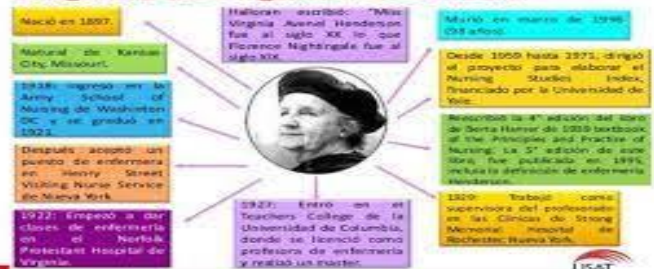 Nació en 1897.
Natural de Kansas
City, Missouri.
1918: ingresó en la
Army School of
Nursing de Washinton
DC y se graduó en
1921.
Después aceptó un
puesto de enfermera
en Henry Street
Visiting Nurse Service
de Nueva York
1922: Empezó a dar
clases de enfermería
en el Norfolk
Protestant Hospital de
Virginia.
Halloran escribió: "Miss
Virginia Avenel Henderson
fue al siglo XX lo que
Florence Nightingale fue al
siglo XIX.
1927: Entró en el
Teachers College de la
Universidad de Columbia,
donde se licenció como
profesora de enfermería
y realizó un master.
Murió en marzo de 1996
(98 años).
Desde 1959 hasta 1971, dirigió
el proyecto para elaborar el
Nursing Studies Index,
financiado por la Universidad de
Yale.
Reescribió la 4ª edición del libro
de Berta Harmer de 1939 textbook
of the Principles and Practice of
Nursing. La 5ª edición de este
libro, fue publicada en 1995,
incluía la definición de enfermería
Henderson.
1929: Trabajó como
supervisora del profesorado
en las Clínicas de Strong
Memorial Hospital de
Rochester, Nueva York.
USAT